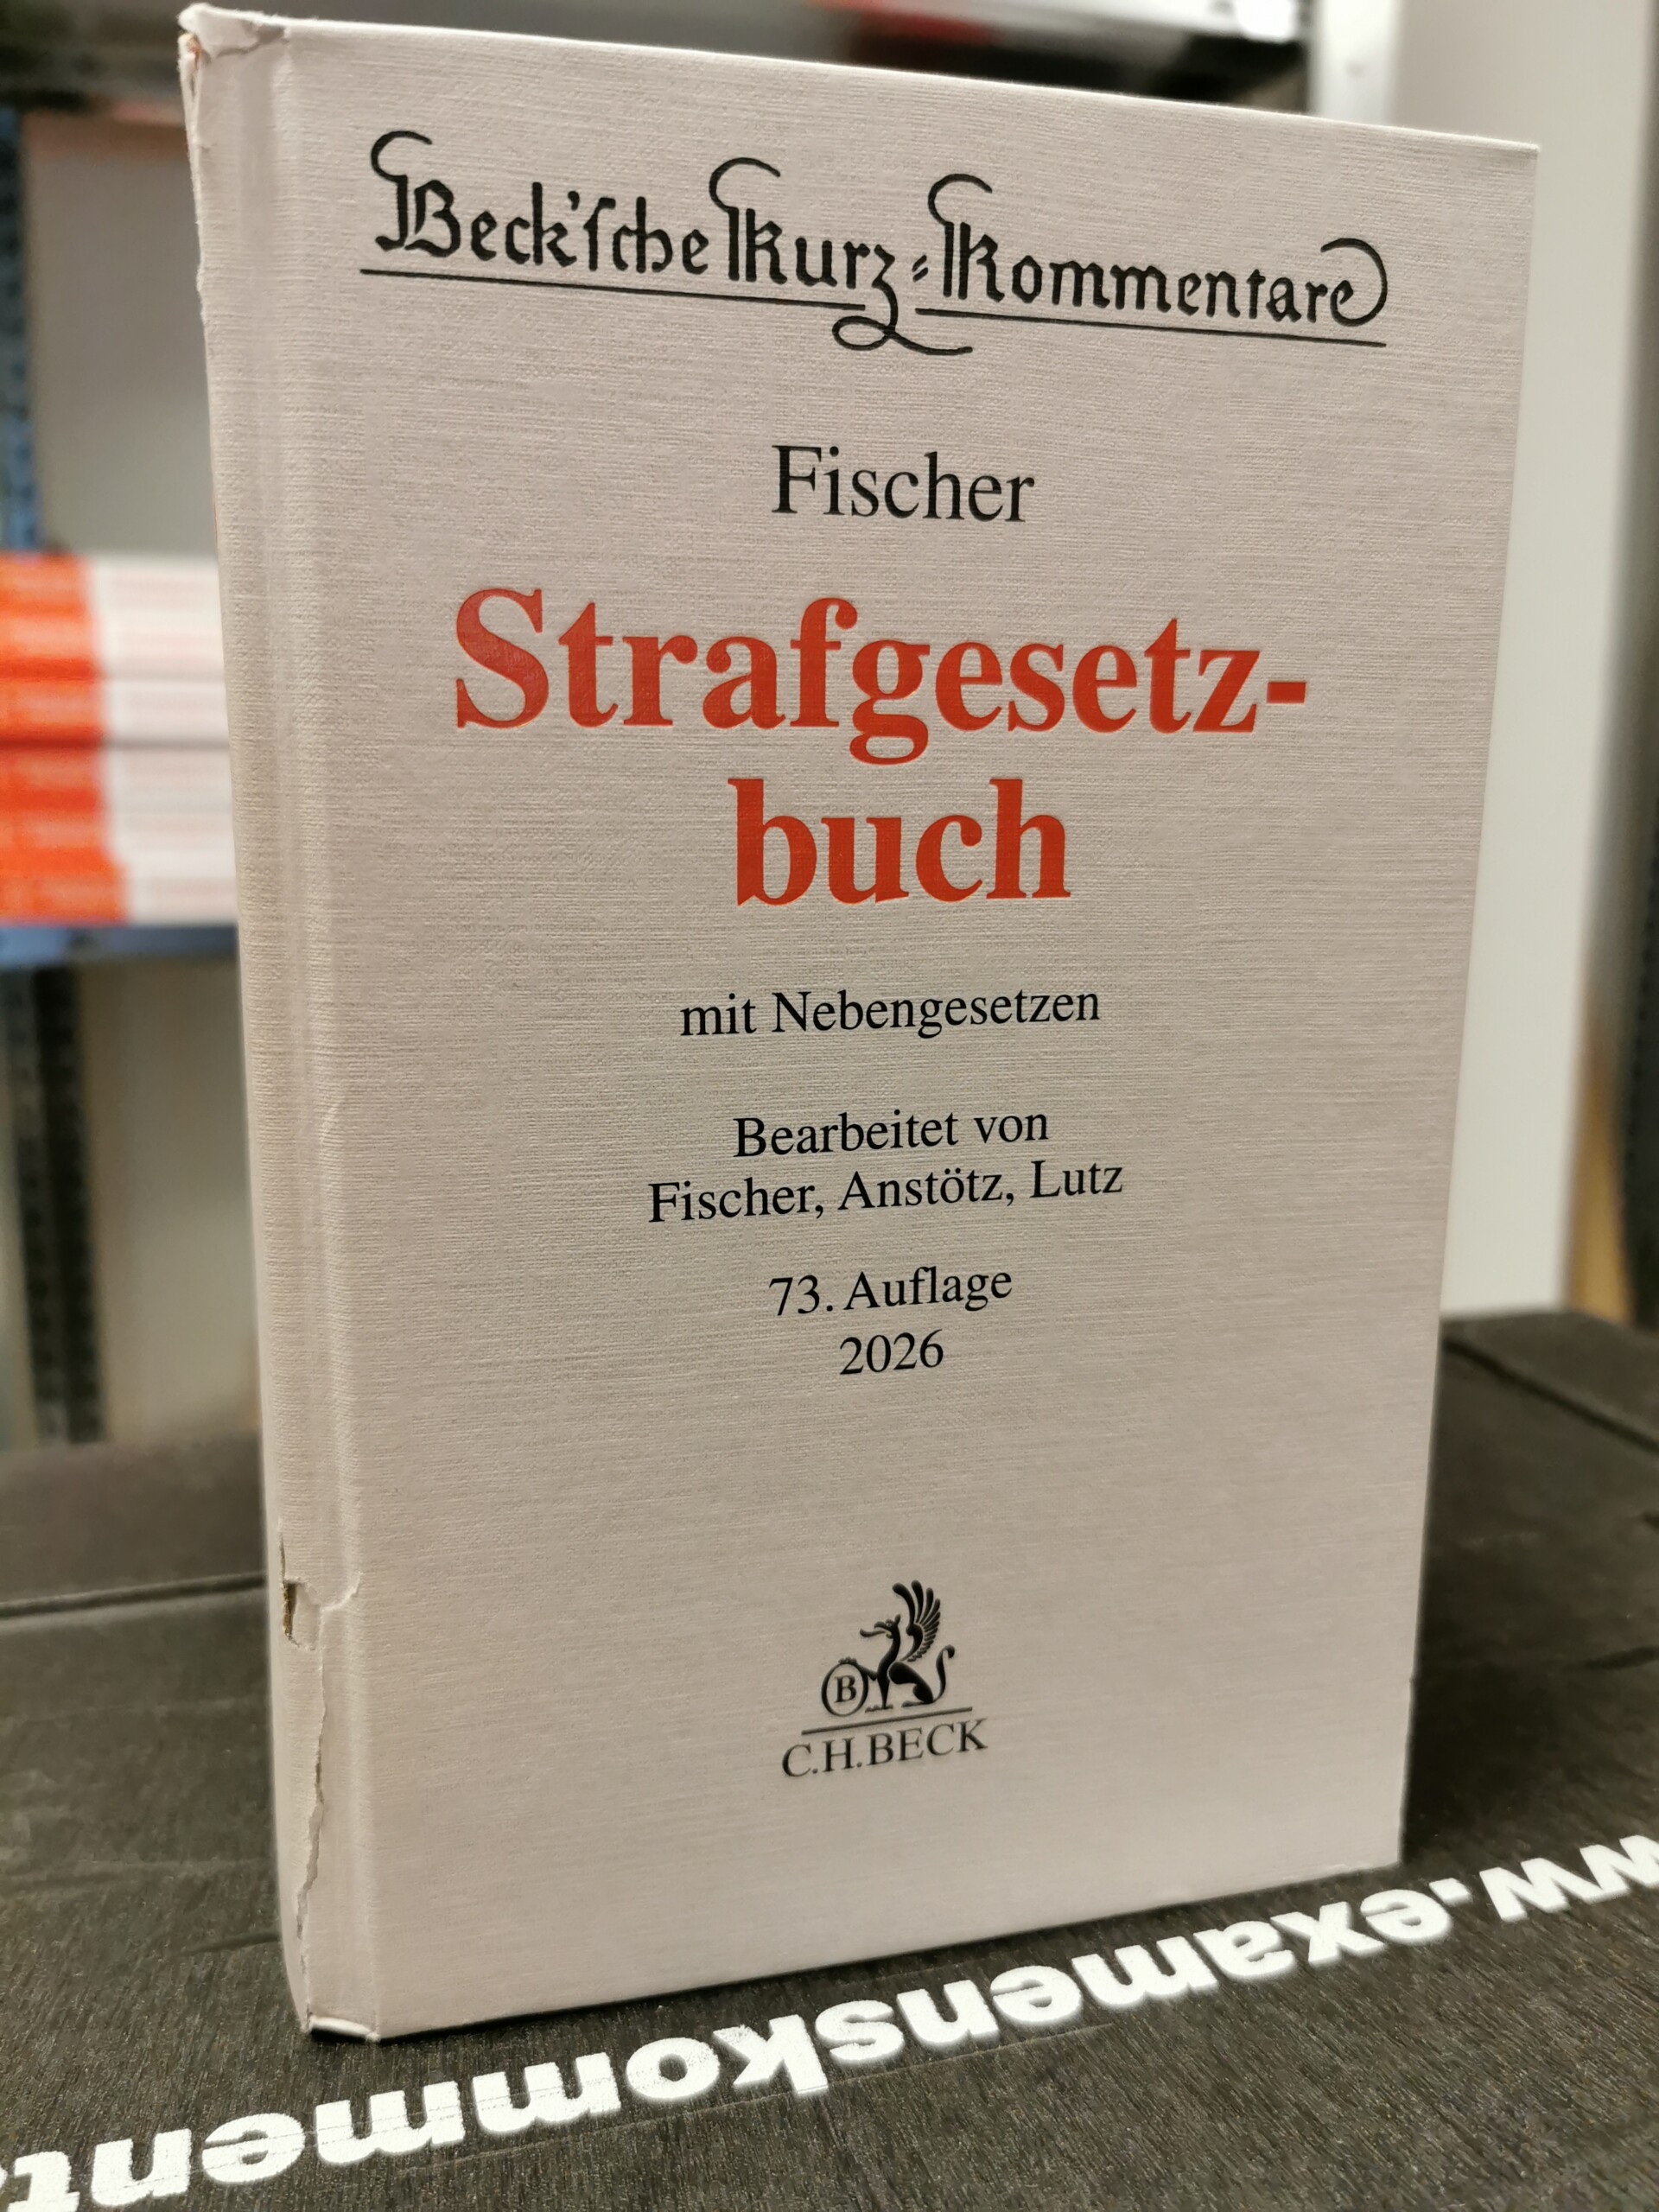 Beck'sche Kurz-Kommentare
Fischer
Strafgesetz-
buch
mit Nebengesetzen
Bearbeitet von
Fischer, Anstötz, Lutz
73. Auflage
2026
B
C.H.BECK
ww.examenskomment